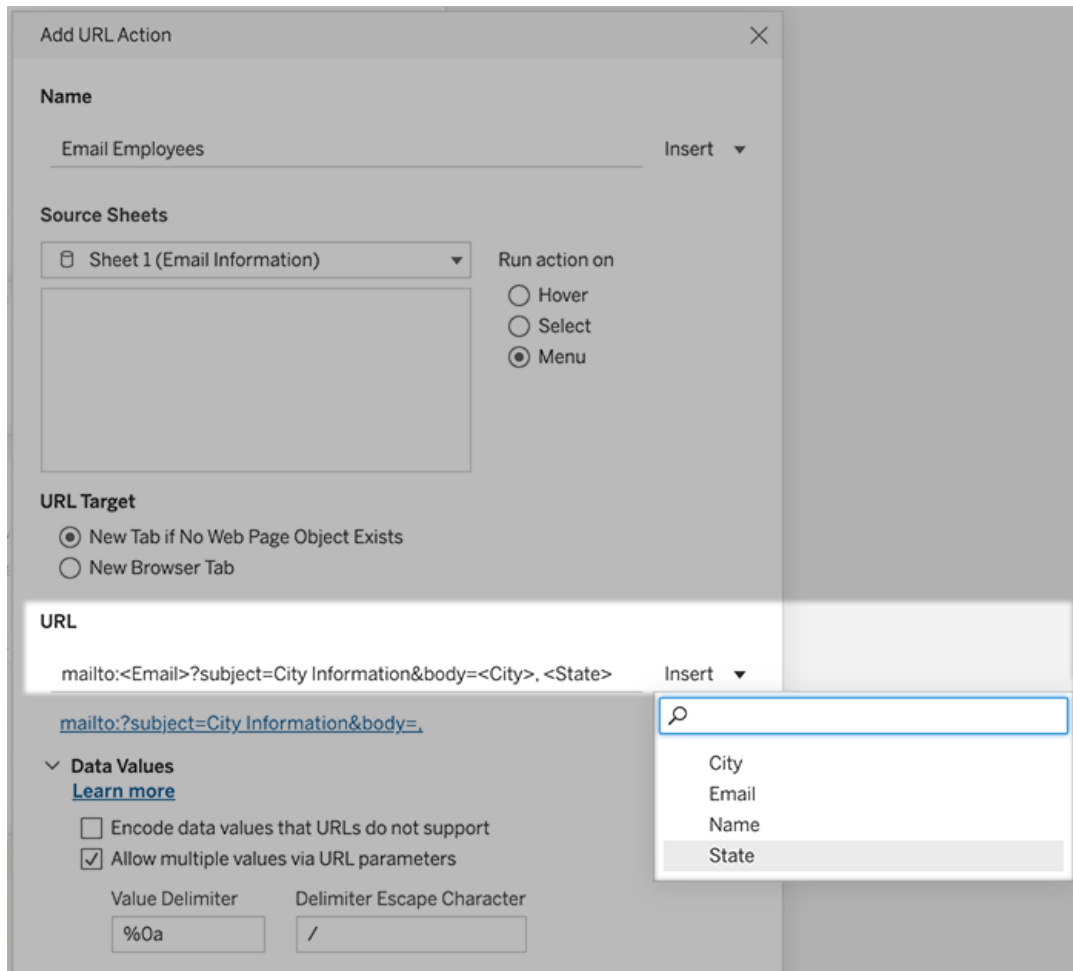 Add URL Action
Name
Email Employees
Insert
Source Sheets
Sheet 1 (Email Information)
Run action on
Hover
Select
Menu
URL Target
New Tab if No Web Page Object Exists
New Browser Tab
URL
mailto:<Email>?subject=City Information&body=<City>, <State>
Insert
mailto:?subject=City Information&body=,
City
Email
Name
State
Data Values
Learn more
Encode data values that URLs do not support
Allow multiple values via URL parameters
Value Delimiter
Delimiter Escape Character
%0a
/